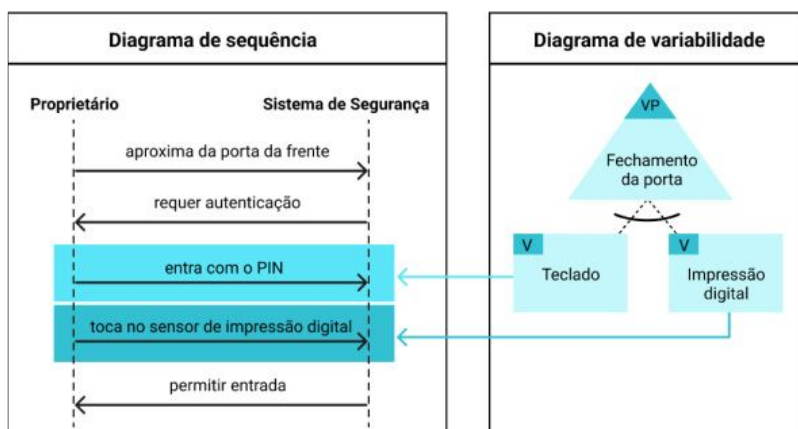 Diagrama de sequência
Proprietário
Sistema de Segurança
aproxima da porta da frente
requer autenticação
entra com o PIN
toca no sensor de impressão digital
permitir entrada
Diagrama de variabilidade
VP
Fechamento
da porta
V
Teclado
V
Impressão
digital